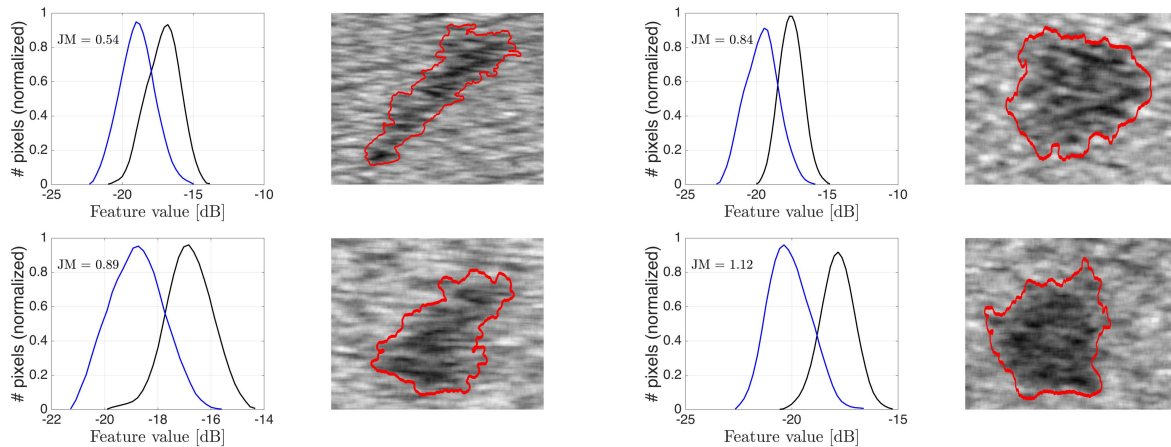 1
0.8
0.6
0.4
0.2
0
JM = 0.54
-25 -20 -15 -10
Feature value [dB]
# pixels (normalized)
1
0.8
0.6
0.4
0.2
0
JM = 0.84
-25 -20 -15 -10
Feature value [dB]
# pixels (normalized)
1
0.8
0.6
0.4
0.2
0
JM = 0.89
-22 -20 -18 -16 -14
Feature value [dB]
# pixels (normalized)
1
0.8
0.6
0.4
0.2
0
JM = 1.12
-25 -20 -15
Feature value [dB]
# pixels (normalized)